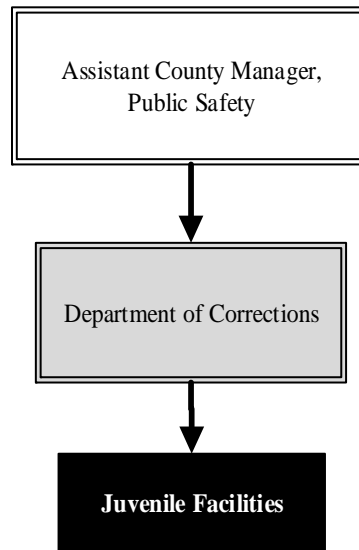 Assistant County Manager,
Public Safety
Department of Corrections
Juvenile Facilities